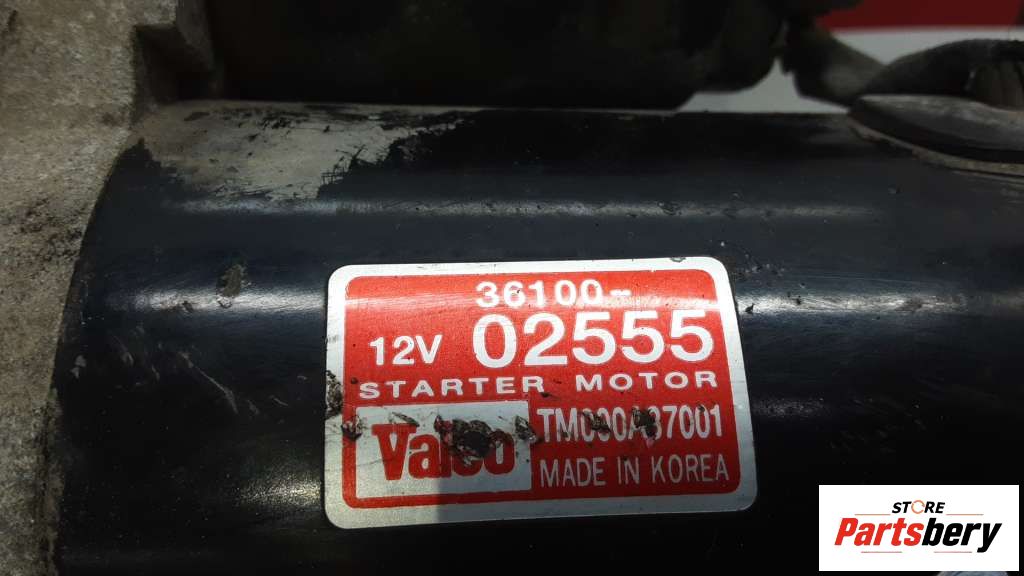 36100-
12V 02555
STARTER MOTOR
Valeo
MADE IN KOREA
STORE
Partsbery